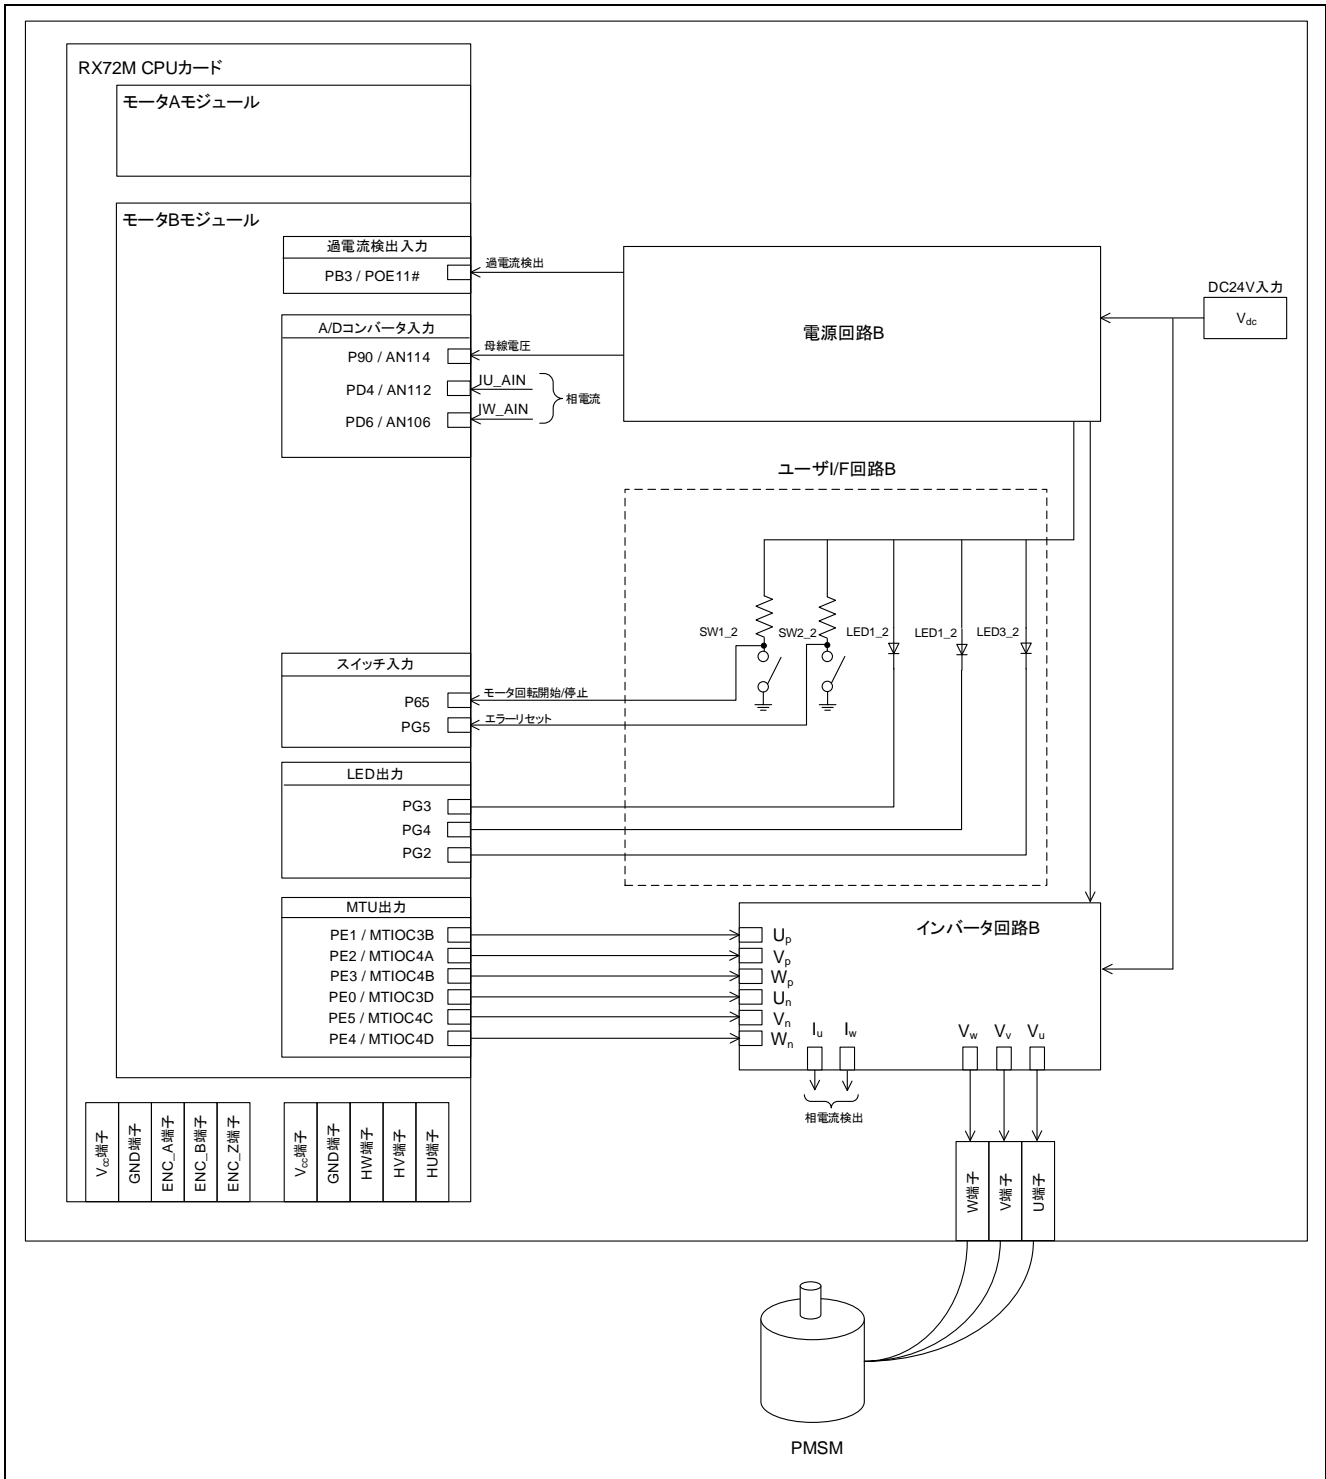 RX72M CPUカード
モータAモジュール
モータBモジュール
過電流検出入力
PB3 / POE11#
過電流検出
A/Dコンバータ入力
P90 / AN114
母線電圧
PD4 / AN112
IU_AIN
PD6 / AN106
IW_AIN
相電流
電源回路B
DC24V入力
Vdc
ユーザI/F回路B
SW1_2
SW2_2
LED1_2
LED1_2
LED3_2
スイッチ入力
P65
モータ回転開始/停止
PG5
エラーリセット
LED出力
PG3
PG4
PG2
MTU出力
PE1 / MTIOC3B
PE2 / MTIOC4A
PE3 / MTIOC4B
PE0 / MTIOC3D
PE5 / MTIOC4C
PE4 / MTIOC4D
インバータ回路B
Up
Vp
Wp
Un
Vn
Wn
Iu
Iw
Vw
Vv
Vu
相電流検出
Vcc端子
GND端子
ENC_A端子
ENC_B端子
ENC_Z端子
Vcc端子
GND端子
HW端子
HV端子
HU端子
W端子
V端子
U端子
PMSM